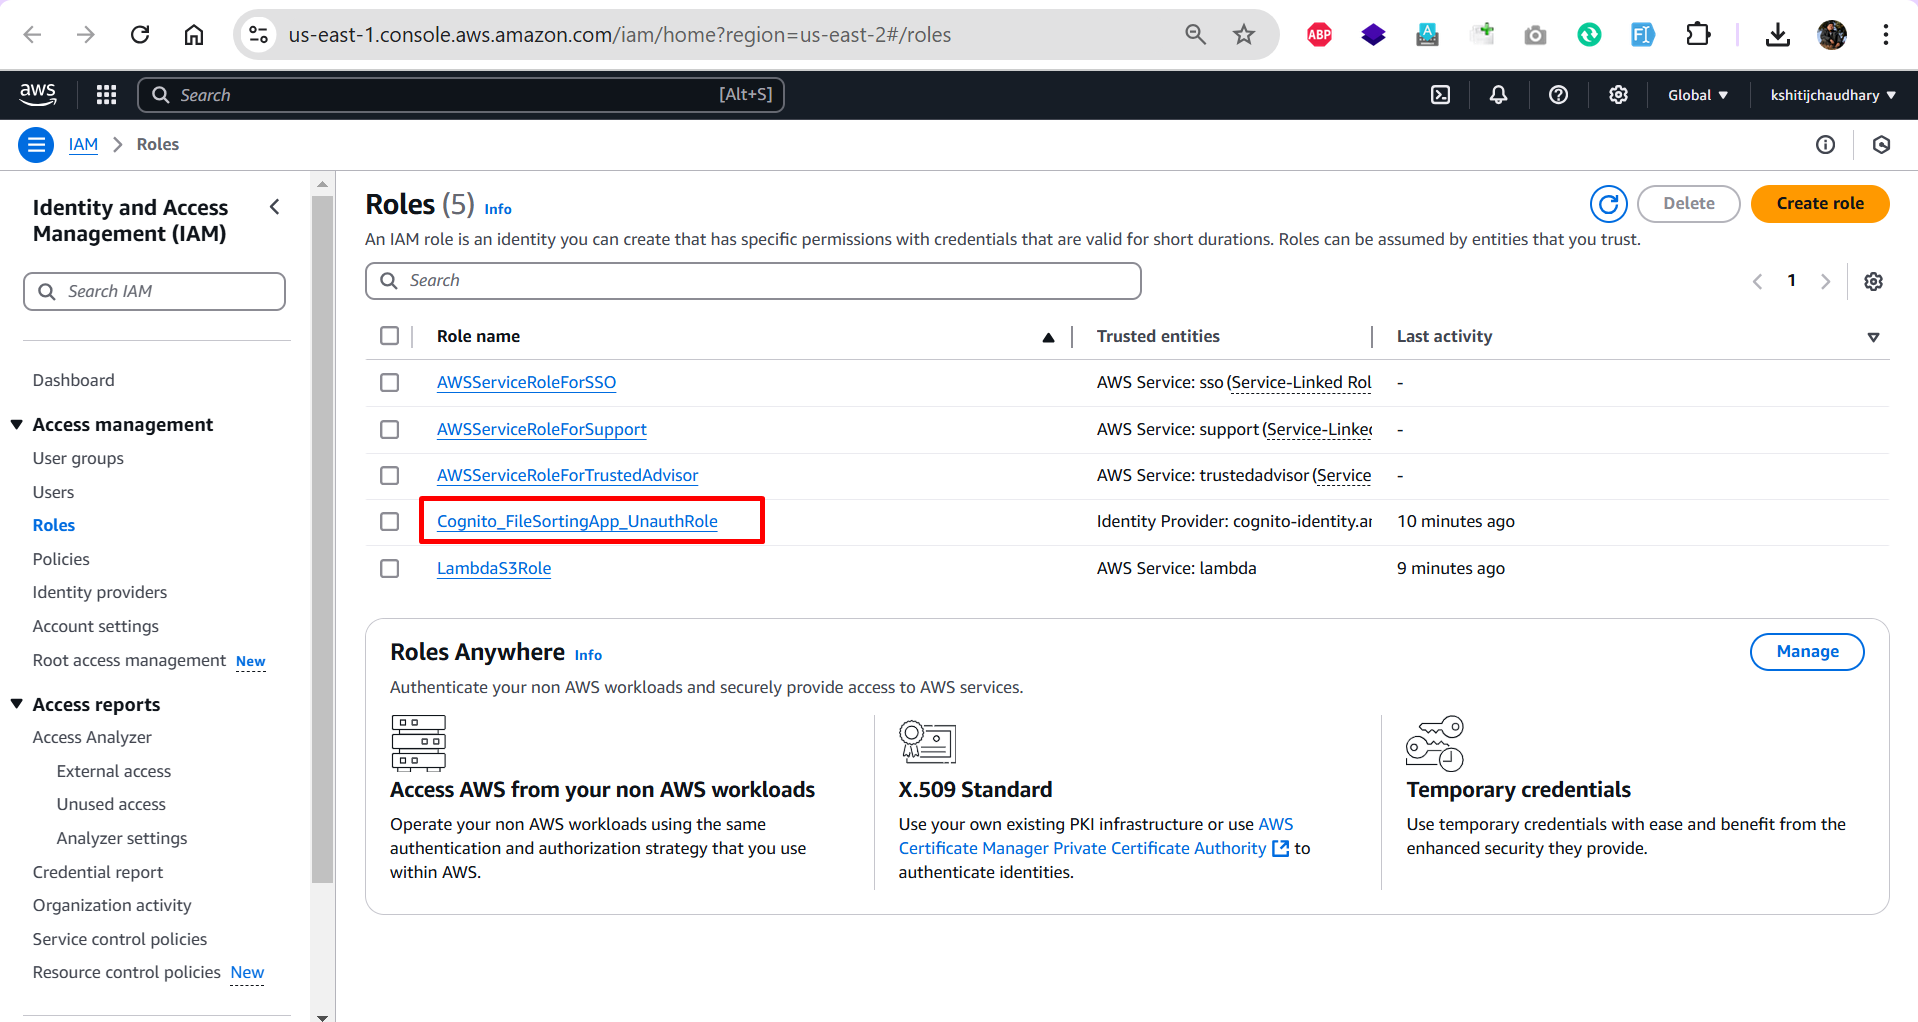 us-east-1.console.aws.amazon.com/iam/home?region=us-east-2#/roles
ABP
A
FI
aws
Search
[Alt+S]
Global
kshitijchaudhary
IAM
Roles
Identity and Access
Management (IAM)
Search IAM
Dashboard
Access management
User groups
Users
Roles
Policies
Identity providers
Account settings
Root access management New
Access reports
Access Analyzer
External access
Unused access
Analyzer settings
Credential report
Organization activity
Service control policies
Resource control policies New
Roles (5) Info
Delete
Create role
An IAM role is an identity you can create that has specific permissions with credentials that are valid for short durations. Roles can be assumed by entities that you trust.
Search
1
Role name Trusted entities Last activity
AWSServiceRoleForSSO AWS Service: sso (Service-Linked Rol -
AWSServiceRoleForSupport AWS Service: support (Service-Linked -
AWSServiceRoleForTrustedAdvisor AWS Service: trustedadvisor (Service -
Cognito_FileSortingApp_UnauthRole Identity Provider: cognito-identity.ar 10 minutes ago
LambdaS3Role AWS Service: lambda 9 minutes ago
Roles Anywhere Info
Manage
Authenticate your non AWS workloads and securely provide access to AWS services.
Access AWS from your non AWS workloads
Operate your non AWS workloads using the same
authentication and authorization strategy that you use
within AWS.
X.509 Standard
Use your own existing PKI infrastructure or use AWS
Certificate Manager Private Certificate Authority to
authenticate identities.
Temporary credentials
Use temporary credentials with ease and benefit from the
enhanced security they provide.